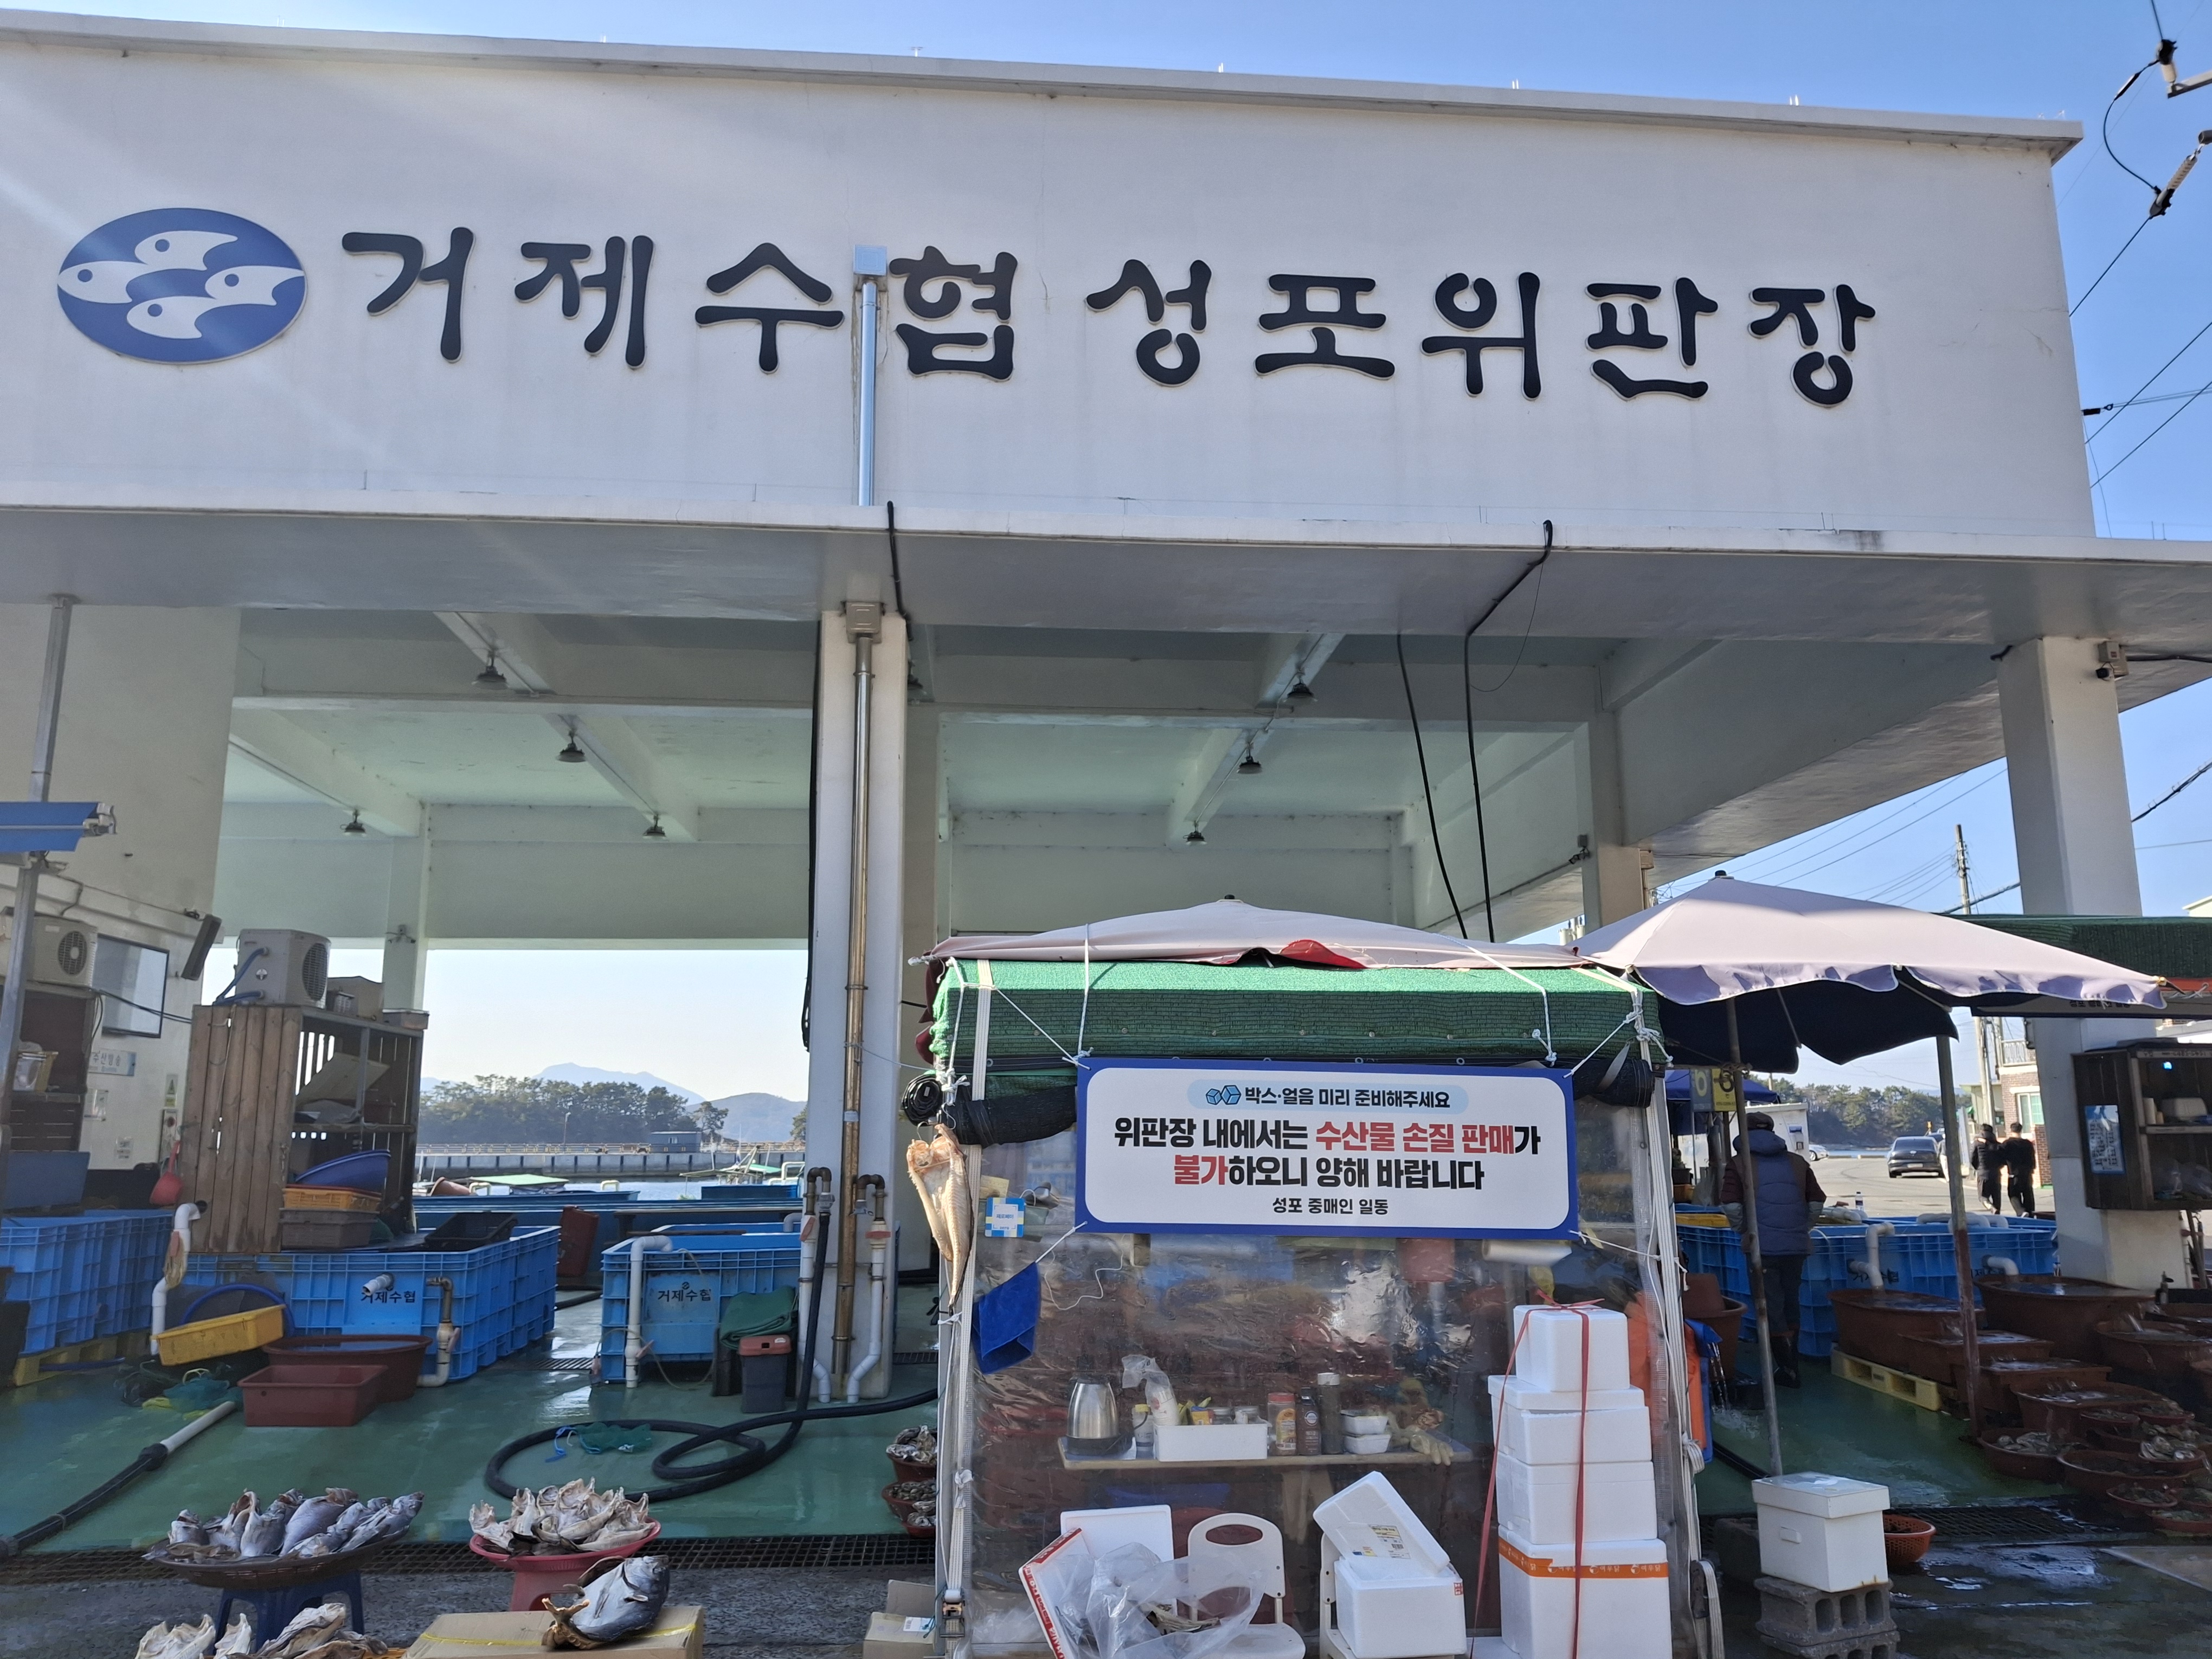 거제수협 성포위판장
박스·얼음 미리 준비해주세요
위판장 내에서는 수산물 손질 판매가
불가하오니 양해 바랍니다
성포 중매인 일동
거제수협
거제수협
6